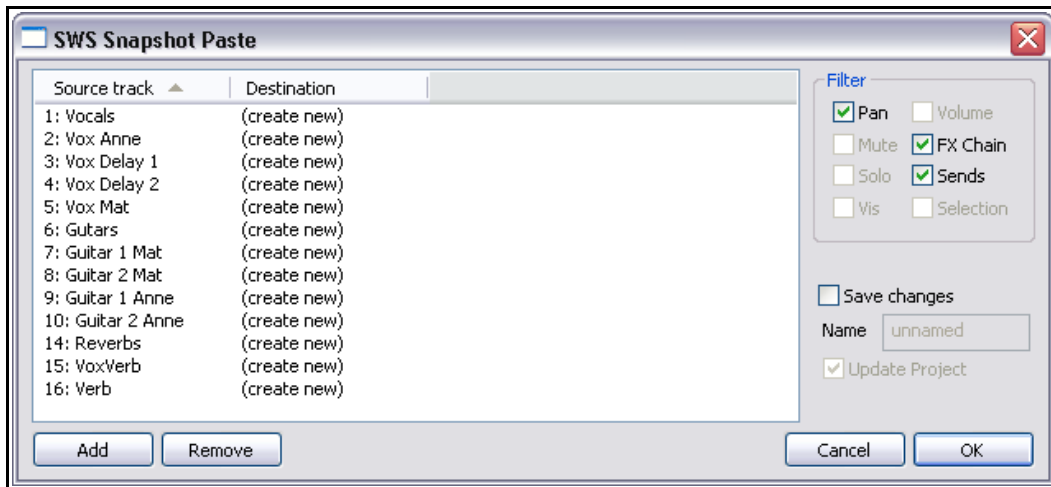 SWS Snapshot Paste
Source track Destination
1: Vocals (create new)
2: Vox Anne (create new)
3: Vox Delay 1 (create new)
4: Vox Delay 2 (create new)
5: Vox Mat (create new)
6: Gutars (create new)
7: Guitar 1 Mat (create new)
8: Guitar 2 Mat (create new)
9: Guitar 1 Anne (create new)
10: Guitar 2 Anne (create new)
14: Reverbs (create new)
15: VoxVerb (create new)
16: Verb (create new)
Filter
Pan Volume
Mute FX Chain
Solo Sends
Vis Selection
Save changes
Name unnamed
Update Project
Add Remove Cancel OK